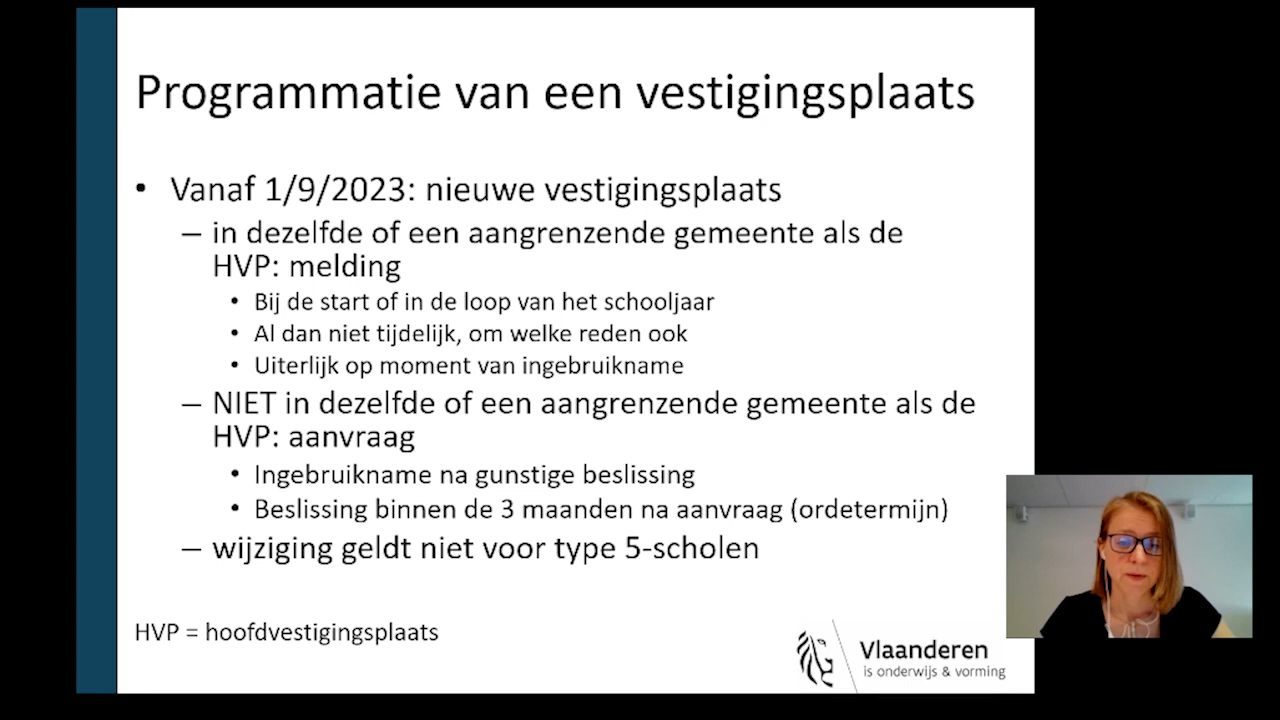 Programmatie van een vestigingsplaats
• Vanaf 1/9/2023: nieuwe vestigingsplaats
– in dezelfde of een aangrenzende gemeente als de
HVP: melding
• Bij de start of in de loop van het schooljaar
• Al dan niet tijdelijk, om welke reden ook
• Uiterlijk op moment van ingebruikname
– NIET in dezelfde of een aangrenzende gemeente als de
HVP: aanvraag
• Ingebruikname na gunstige beslissing
• Beslissing binnen de 3 maanden na aanvraag (ordetermijn)
– wijziging geldt niet voor type 5-scholen
HVP = hoofdvestigingsplaats
Vlaanderen
is onderwijs & vorming